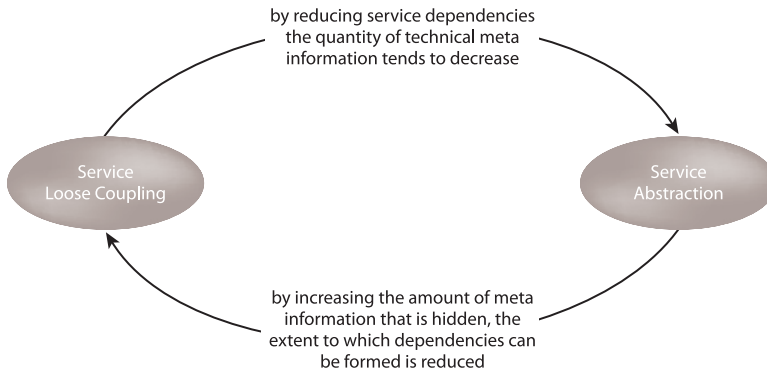 by reducing service dependencies
the quantity of technical meta
information tends to decrease
Service
Loose Coupling
Service
Abstraction
by increasing the amount of meta
information that is hidden, the
extent to which dependencies can
be formed is reduced